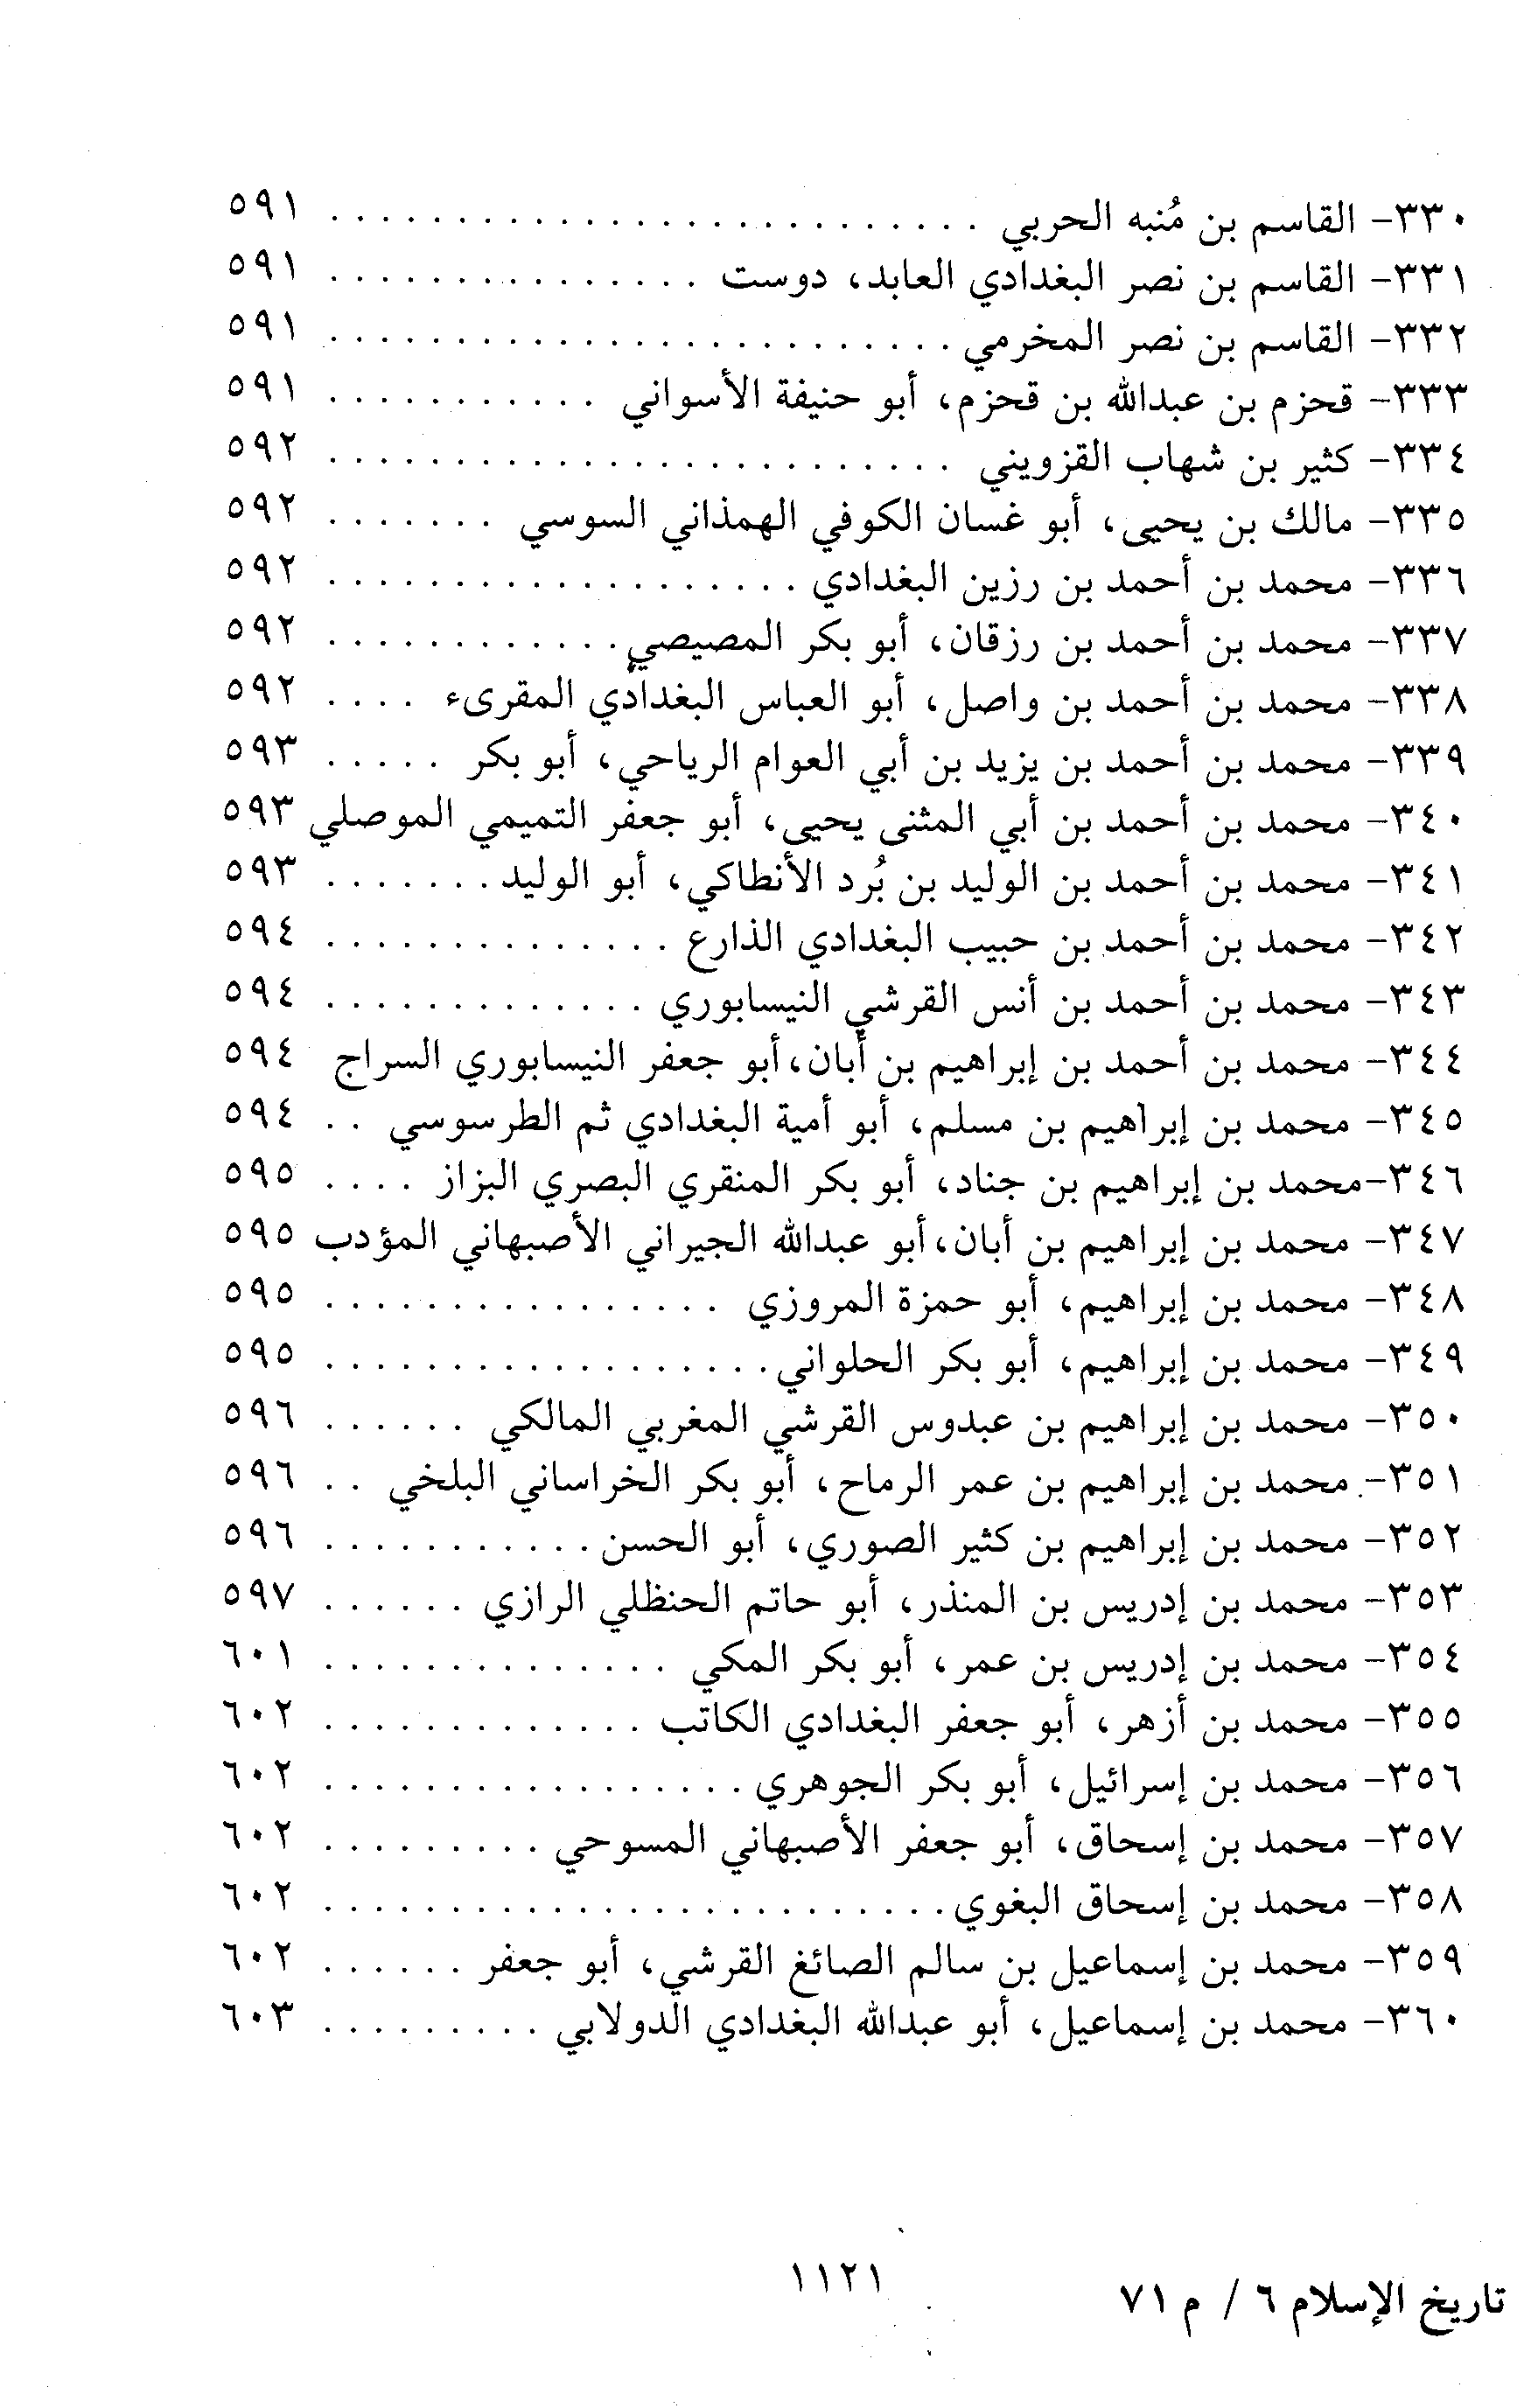 ٣٣٠- القاسم بن مُنبه الحربي . . . . . . . . . . . . . . . . . . . . . . . . . . ٥٩١
٣٣١- القاسم بن نصر البغدادي العابد، دوست . . . . . . . . . . . . . . . ٥٩١
٣٣٢- القاسم بن نصر المخرمي . . . . . . . . . . . . . . . . . . . . . . . . . ٥٩١
٣٣٣- قحزم بن عبدالله بن قحزم، أبو حنيفة الأسواني . . . . . . . . . . . ٥٩١
٣٣٤- كثير بن شهاب القزويني . . . . . . . . . . . . . . . . . . . . . . . . . ٥٩٢
٣٣٥- مالك بن يحيى، أبو غسان الكوفي الهمذاني السوسي . . . . . . . ٥٩٢
٣٣٦- محمد بن أحمد بن رزين البغدادي . . . . . . . . . . . . . . . . . . . ٥٩٢
٣٣٧- محمد بن أحمد بن رزقان، أبو بكر المصيصي . . . . . . . . . . . . ٥٩٢
٣٣٨- محمد بن أحمد بن واصل، أبو العباس البغدادي المقرىء . . . . ٥٩٢
٣٣٩- محمد بن أحمد بن يزيد بن أبي العوام الرياحي، أبو بكر . . . . . ٥٩٣
٣٤٠- محمد بن أحمد بن أبي المثنى يحيى، أبو جعفر التميمي الموصلي ٥٩٣
٣٤١- محمد بن أحمد بن الوليد بن بُرد الأنطاكي، أبو الوليد . . . . . . . ٥٩٣
٣٤٢- محمد بن أحمد بن حبيب البغدادي الذارع . . . . . . . . . . . . . . ٥٩٤
٣٤٣- محمد بن أحمد بن أنس القرشي النيسابوري . . . . . . . . . . . . . ٥٩٤
٣٤٤- محمد بن أحمد بن إبراهيم بن أبان،أبو جعفر النيسابوري السراج ٥٩٤
٣٤٥- محمد بن إبراهيم بن مسلم، أبو أمية البغدادي ثم الطرسوسي . . ٥٩٤
٣٤٦-محمد بن إبراهيم بن جناد، أبو بكر المنقري البصري البزاز . . . . ٥٩٥
٣٤٧- محمد بن إبراهيم بن أبان،أبو عبدالله الجيراني الأصبهاني المؤدب ٥٩٥
٣٤٨- محمد بن إبراهيم، أبو حمزة المروزي . . . . . . . . . . . . . . . . ٥٩٥
٣٤٩- محمد بن إبراهيم، أبو بكر الحلواني . . . . . . . . . . . . . . . . . . ٥٩٥
٣٥٠- محمد بن إبراهيم بن عبدوس القرشي المغربي المالكي . . . . . . ٥٩٦
٣٥١- محمد بن إبراهيم بن عمر الرماح، أبو بكر الخراساني البلخي . . ٥٩٦
٣٥٢- محمد بن إبراهيم بن كثير الصوري، أبو الحسن . . . . . . . . . . . ٥٩٦
٣٥٣- محمد بن إدريس بن المنذر، أبو حاتم الحنظلي الرازي . . . . . . ٥٩٧
٣٥٤- محمد بن إدريس بن عمر، أبو بكر المكي . . . . . . . . . . . . . . ٦٠١
٣٥٥- محمد بن أزهر، أبو جعفر البغدادي الكاتب . . . . . . . . . . . . . ٦٠٢
٣٥٦- محمد بن إسرائيل، أبو بكر الجوهري . . . . . . . . . . . . . . . . . ٦٠٢
٣٥٧- محمد بن إسحاق، أبو جعفر الأصبهاني المسوحي . . . . . . . . . ٦٠٢
٣٥٨- محمد بن إسحاق البغوي . . . . . . . . . . . . . . . . . . . . . . . . . ٦٠٢
٣٥٩- محمد بن إسماعيل بن سالم الصائغ القرشي، أبو جعفر . . . . . . ٦٠٢
٣٦٠- محمد بن إسماعيل، أبو عبدالله البغدادي الدولابي . . . . . . . . . ٦٠٣
١١٢١
تاريخ الإسلام ٦ / م ٧١